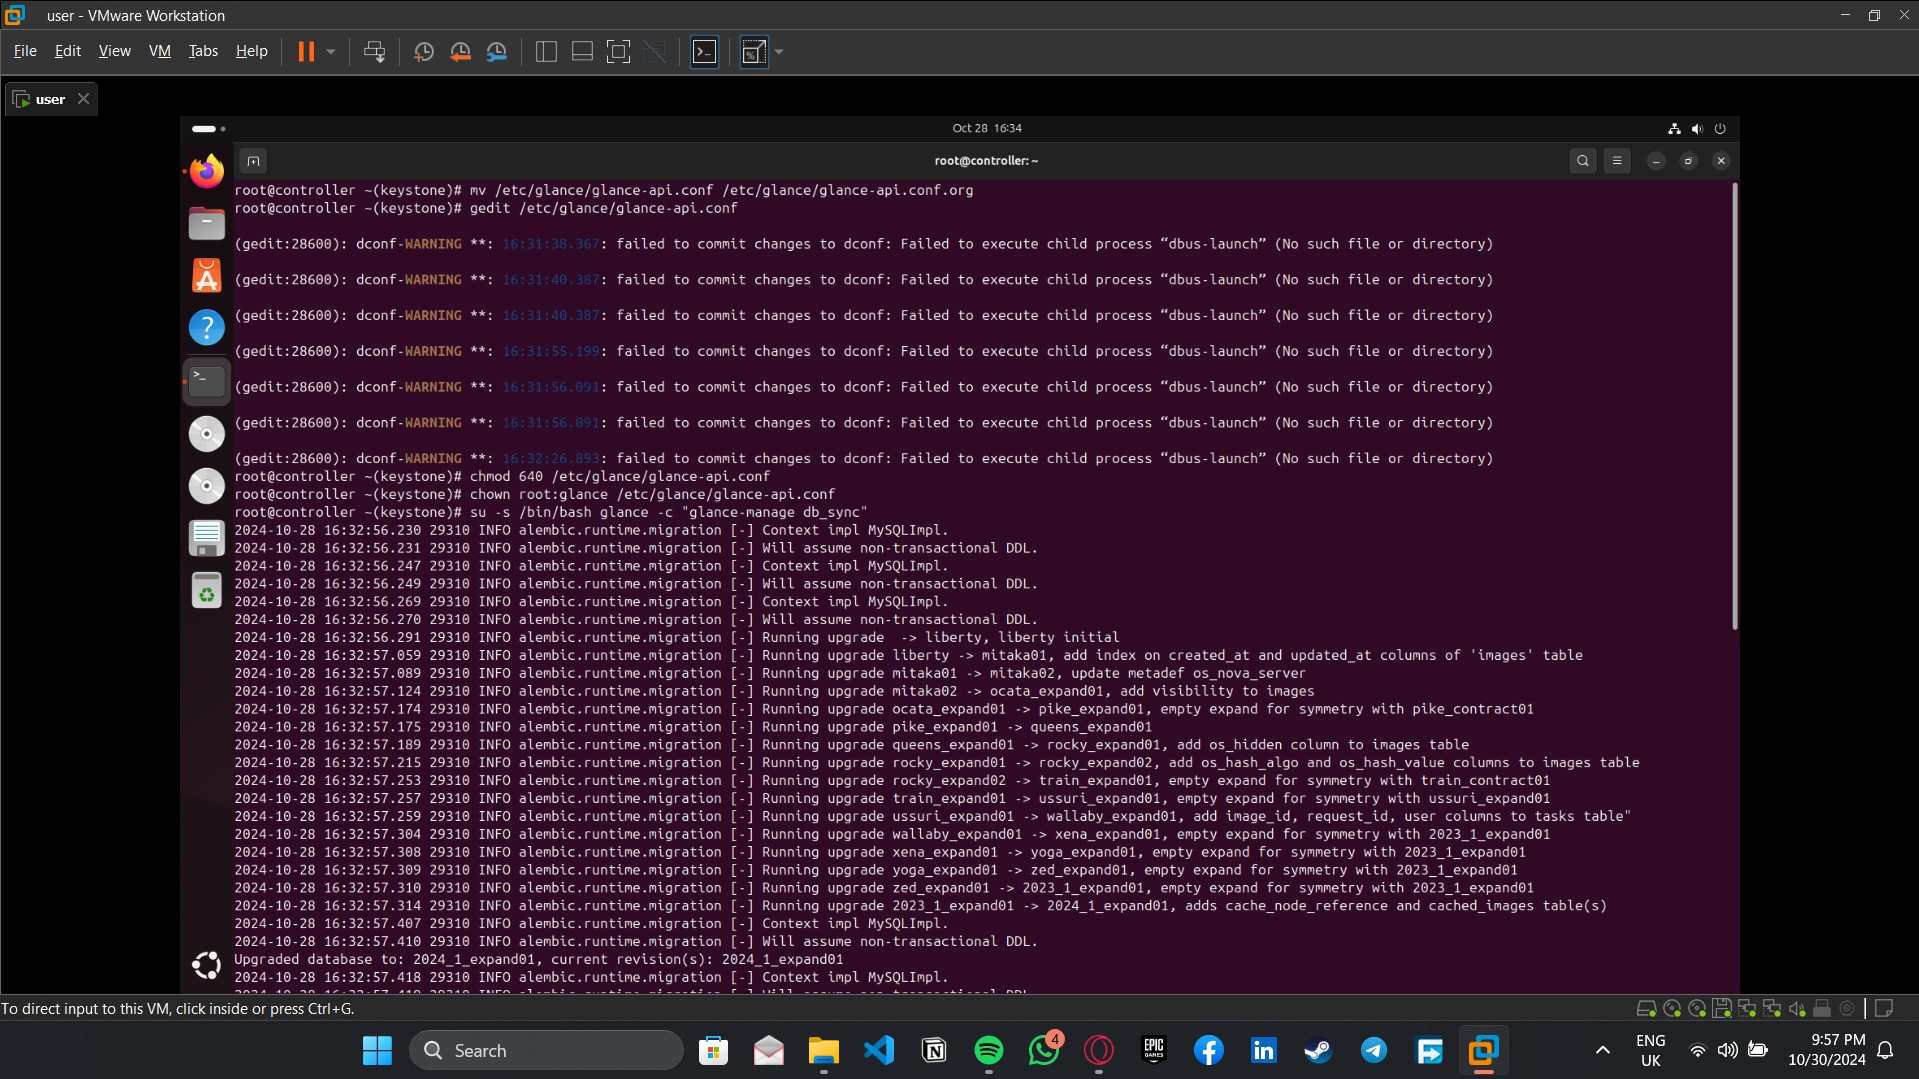 user - VMware Workstation
File Edit View VM Tabs Help
user
Oct 28 16:34
root@controller: ~
root@controller ~(keystone)# mv /etc/glance/glance-api.conf /etc/glance/glance-api.conf.org
root@controller ~(keystone)# gedit /etc/glance/glance-api.conf
(gedit:28600): dconf-WARNING **: 16:31:38.367: failed to commit changes to dconf: Failed to execute child process “dbus-launch” (No such file or directory)
(gedit:28600): dconf-WARNING **: 16:31:40.387: failed to commit changes to dconf: Failed to execute child process “dbus-launch” (No such file or directory)
(gedit:28600): dconf-WARNING **: 16:31:40.387: failed to commit changes to dconf: Failed to execute child process “dbus-launch” (No such file or directory)
(gedit:28600): dconf-WARNING **: 16:31:55.199: failed to commit changes to dconf: Failed to execute child process “dbus-launch” (No such file or directory)
(gedit:28600): dconf-WARNING **: 16:31:56.091: failed to commit changes to dconf: Failed to execute child process “dbus-launch” (No such file or directory)
(gedit:28600): dconf-WARNING **: 16:31:56.091: failed to commit changes to dconf: Failed to execute child process “dbus-launch” (No such file or directory)
(gedit:28600): dconf-WARNING **: 16:32:26.893: failed to commit changes to dconf: Failed to execute child process “dbus-launch” (No such file or directory)
root@controller ~(keystone)# chmod 640 /etc/glance/glance-api.conf
root@controller ~(keystone)# chown root:glance /etc/glance/glance-api.conf
root@controller ~(keystone)# su -s /bin/bash glance -c "glance-manage db_sync"
2024-10-28 16:32:56.230 29310 INFO alembic.runtime.migration [-] Context impl MySQLImpl.
2024-10-28 16:32:56.231 29310 INFO alembic.runtime.migration [-] Will assume non-transactional DDL.
2024-10-28 16:32:56.247 29310 INFO alembic.runtime.migration [-] Context impl MySQLImpl.
2024-10-28 16:32:56.249 29310 INFO alembic.runtime.migration [-] Will assume non-transactional DDL.
2024-10-28 16:32:56.269 29310 INFO alembic.runtime.migration [-] Context impl MySQLImpl.
2024-10-28 16:32:56.270 29310 INFO alembic.runtime.migration [-] Will assume non-transactional DDL.
2024-10-28 16:32:56.291 29310 INFO alembic.runtime.migration [-] Running upgrade  -> liberty, liberty initial
2024-10-28 16:32:57.059 29310 INFO alembic.runtime.migration [-] Running upgrade liberty -> mitaka01, add index on created_at and updated_at columns of 'images' table
2024-10-28 16:32:57.089 29310 INFO alembic.runtime.migration [-] Running upgrade mitaka01 -> mitaka02, update metadef os_nova_server
2024-10-28 16:32:57.124 29310 INFO alembic.runtime.migration [-] Running upgrade mitaka02 -> ocata_expand01, add visibility to images
2024-10-28 16:32:57.174 29310 INFO alembic.runtime.migration [-] Running upgrade ocata_expand01 -> pike_expand01, empty expand for symmetry with pike_contract01
2024-10-28 16:32:57.175 29310 INFO alembic.runtime.migration [-] Running upgrade pike_expand01 -> queens_expand01
2024-10-28 16:32:57.189 29310 INFO alembic.runtime.migration [-] Running upgrade queens_expand01 -> rocky_expand01, add os_hidden column to images table
2024-10-28 16:32:57.215 29310 INFO alembic.runtime.migration [-] Running upgrade rocky_expand01 -> rocky_expand02, add os_hash_algo and os_hash_value columns to images table
2024-10-28 16:32:57.253 29310 INFO alembic.runtime.migration [-] Running upgrade rocky_expand02 -> train_expand01, empty expand for symmetry with train_contract01
2024-10-28 16:32:57.257 29310 INFO alembic.runtime.migration [-] Running upgrade train_expand01 -> ussuri_expand01, empty expand for symmetry with ussuri_expand01
2024-10-28 16:32:57.259 29310 INFO alembic.runtime.migration [-] Running upgrade ussuri_expand01 -> wallaby_expand01, add image_id, request_id, user columns to tasks table"
2024-10-28 16:32:57.304 29310 INFO alembic.runtime.migration [-] Running upgrade wallaby_expand01 -> xena_expand01, empty expand for symmetry with 2023_1_expand01
2024-10-28 16:32:57.308 29310 INFO alembic.runtime.migration [-] Running upgrade xena_expand01 -> yoga_expand01, empty expand for symmetry with 2023_1_expand01
2024-10-28 16:32:57.309 29310 INFO alembic.runtime.migration [-] Running upgrade yoga_expand01 -> zed_expand01, empty expand for symmetry with 2023_1_expand01
2024-10-28 16:32:57.310 29310 INFO alembic.runtime.migration [-] Running upgrade zed_expand01 -> 2023_1_expand01, empty expand for symmetry with 2023_1_expand01
2024-10-28 16:32:57.314 29310 INFO alembic.runtime.migration [-] Running upgrade 2023_1_expand01 -> 2024_1_expand01, adds cache_node_reference and cached_images table(s)
2024-10-28 16:32:57.407 29310 INFO alembic.runtime.migration [-] Context impl MySQLImpl.
2024-10-28 16:32:57.410 29310 INFO alembic.runtime.migration [-] Will assume non-transactional DDL.
Upgraded database to: 2024_1_expand01, current revision(s): 2024_1_expand01
2024-10-28 16:32:57.418 29310 INFO alembic.runtime.migration [-] Context impl MySQLImpl.
To direct input to this VM, click inside or press Ctrl+G.
Search
4
EPIC GAMES
ENG
UK
9:57 PM
10/30/2024